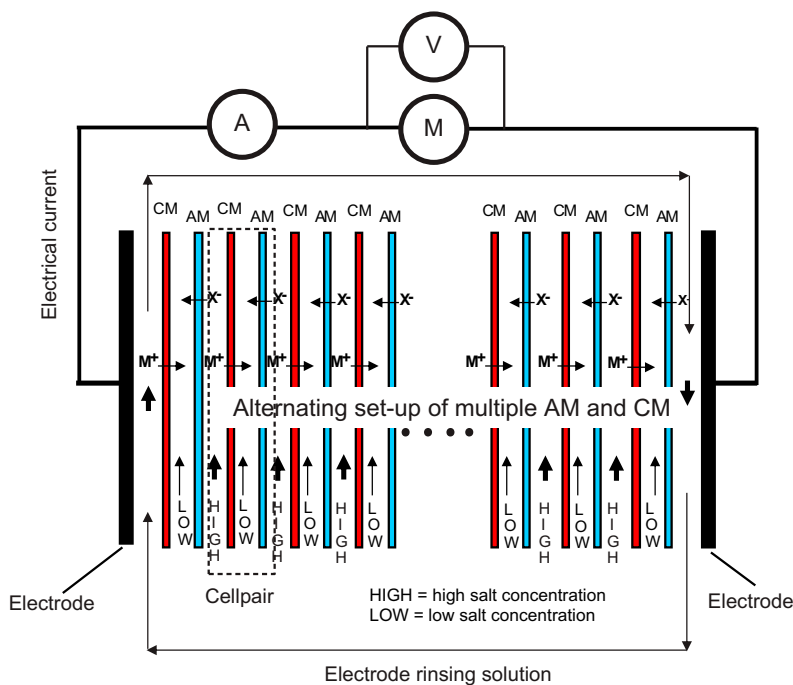 V
A
M
Electrical current
CM AM CM AM CM AM CM AM CM AM CM AM CM AM
X- X- X- X- X- X- X-
M+ M+ M+ M+ M+ M+ M+
Alternating set-up of multiple AM and CM
LOW HIGH LOW HIGH LOW HIGH LOW LOW HIGH LOW HIGH LOW
Electrode
Cellpair
HIGH = high salt concentration
LOW = low salt concentration
Electrode
Electrode rinsing solution